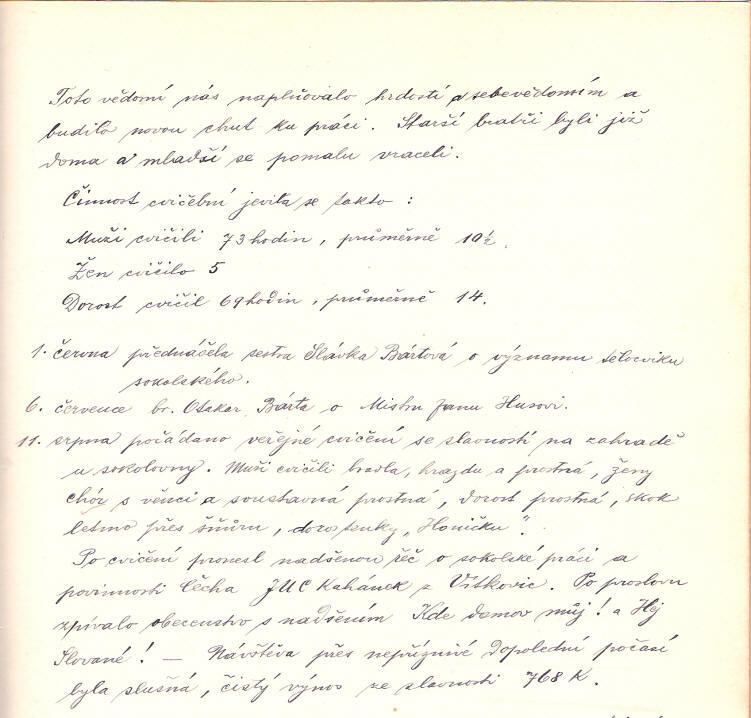 Toto vědomí nás naplňovalo hrdostí a sebevědomím a
budilo novou chuť ku práci. Starší bratři byli již
doma a mladší se pomalu vraceli.
Činnost cvičební jevila se takto :
Muži cvičili 73 hodin, průměrně 10½.
Žen cvičilo 5
Dorost cvičil 69 hodin, průměrně 14.
1. června přednášela sestra Slávka Bártová o významu tělocviku
sokolského.
6. července br. Otakar Bárta o Mistru Janu Husovi.
11. srpna pořádano veřejné cvičení se slavností na zahradě
u sokolovny. Muži cvičili bradla, hrazdu a prostná, ženy
chór s věnci a soustavná prostná, dorost prostná, skok
letmo přes šňůru, dorostenky „Honičku“.
Po cvičení pronesl nadšenou řeč o sokolské práci a
povinnosti Čecha JUC Kahánek z Vítkovic. Po proslovu
zpívalo obecenstvo s nadšením Kde domov můj! a Hej
Slované! — Návštěva přes nepříznivé dopolední počasí
byla slušná, čistý výnos ze slavnosti 768 K.